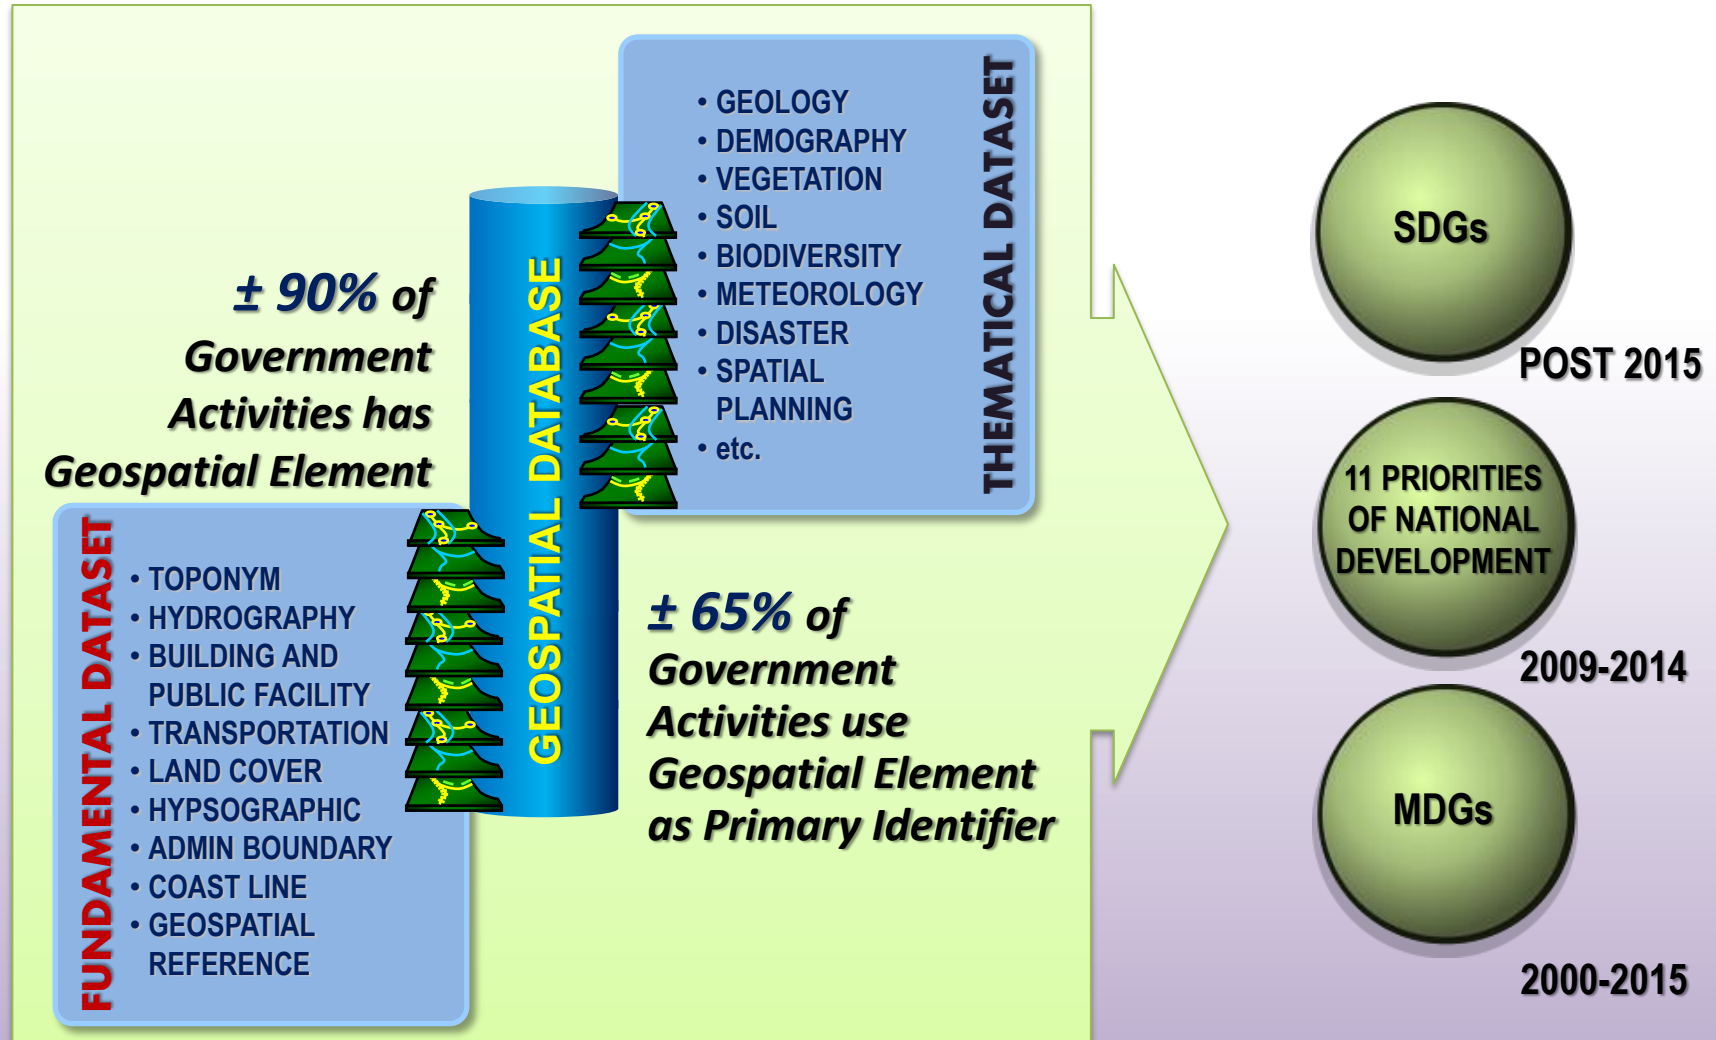 • GEOLOGY
• DEMOGRAPHY
• VEGETATION
• SOIL
• BIODIVERSITY
• METEOROLOGY
• DISASTER
• SPATIAL
PLANNING
• etc.
THEMATICAL DATASET
± 90% of
Government
Activities has
Geospatial Element
GEOSPATIAL DATABASE
FUNDAMENTAL DATASET
• TOPONYM
• HYDROGRAPHY
• BUILDING AND
PUBLIC FACILITY
• TRANSPORTATION
• LAND COVER
• HYPSOGRAPHIC
• ADMIN BOUNDARY
• COAST LINE
• GEOSPATIAL
REFERENCE
± 65% of
Government
Activities use
Geospatial Element
as Primary Identifier
SDGs
POST 2015
11 PRIORITIES
OF NATIONAL
DEVELOPMENT
2009-2014
MDGs
2000-2015